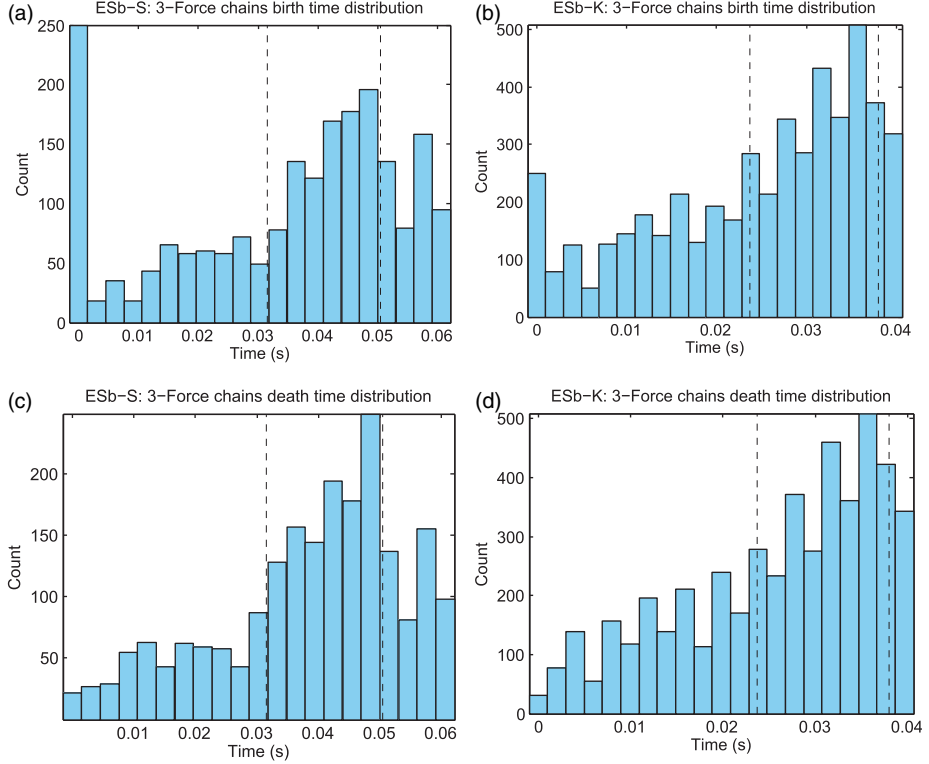 (a)
ESb−S: 3−Force chains birth time distribution
250
200
150
100
50
0
Count
0 0.01 0.02 0.03 0.04 0.05 0.06
Time (s)
(b)
ESb−K: 3−Force chains birth time distribution
500
400
300
200
100
0
Count
0 0.01 0.02 0.03 0.04
Time (s)
(c)
ESb−S: 3−Force chains death time distribution
200
150
100
50
Count
0.01 0.02 0.03 0.04 0.05 0.06
Time (s)
(d)
ESb−K: 3−Force chains death time distribution
500
400
300
200
100
0
Count
0 0.01 0.02 0.03 0.04
Time (s)